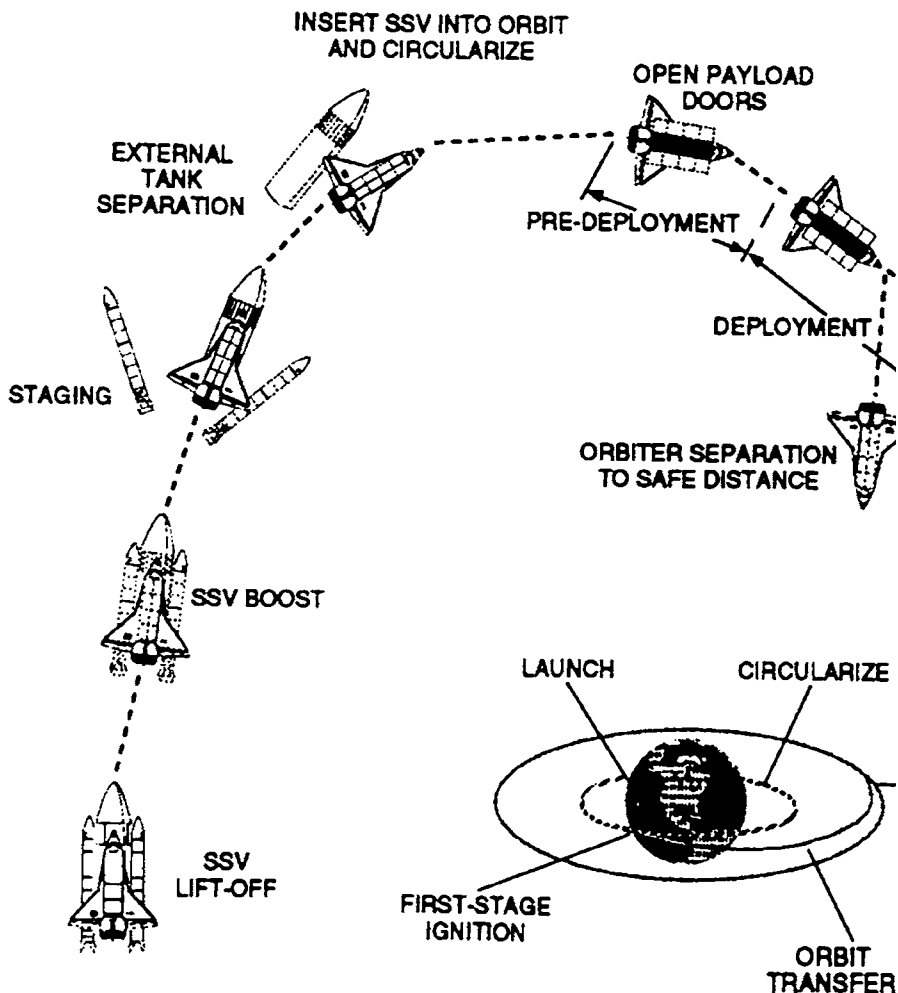 INSERT SSV INTO ORBIT
AND CIRCULARIZE
OPEN PAYLOAD
DOORS
EXTERNAL
TANK
SEPARATION
PRE-DEPLOYMENT
DEPLOYMENT
STAGING
ORBITER SEPARATION
TO SAFE DISTANCE
SSV BOOST
LAUNCH
CIRCULARIZE
SSV
LIFT-OFF
FIRST-STAGE
IGNITION
ORBIT
TRANSFER